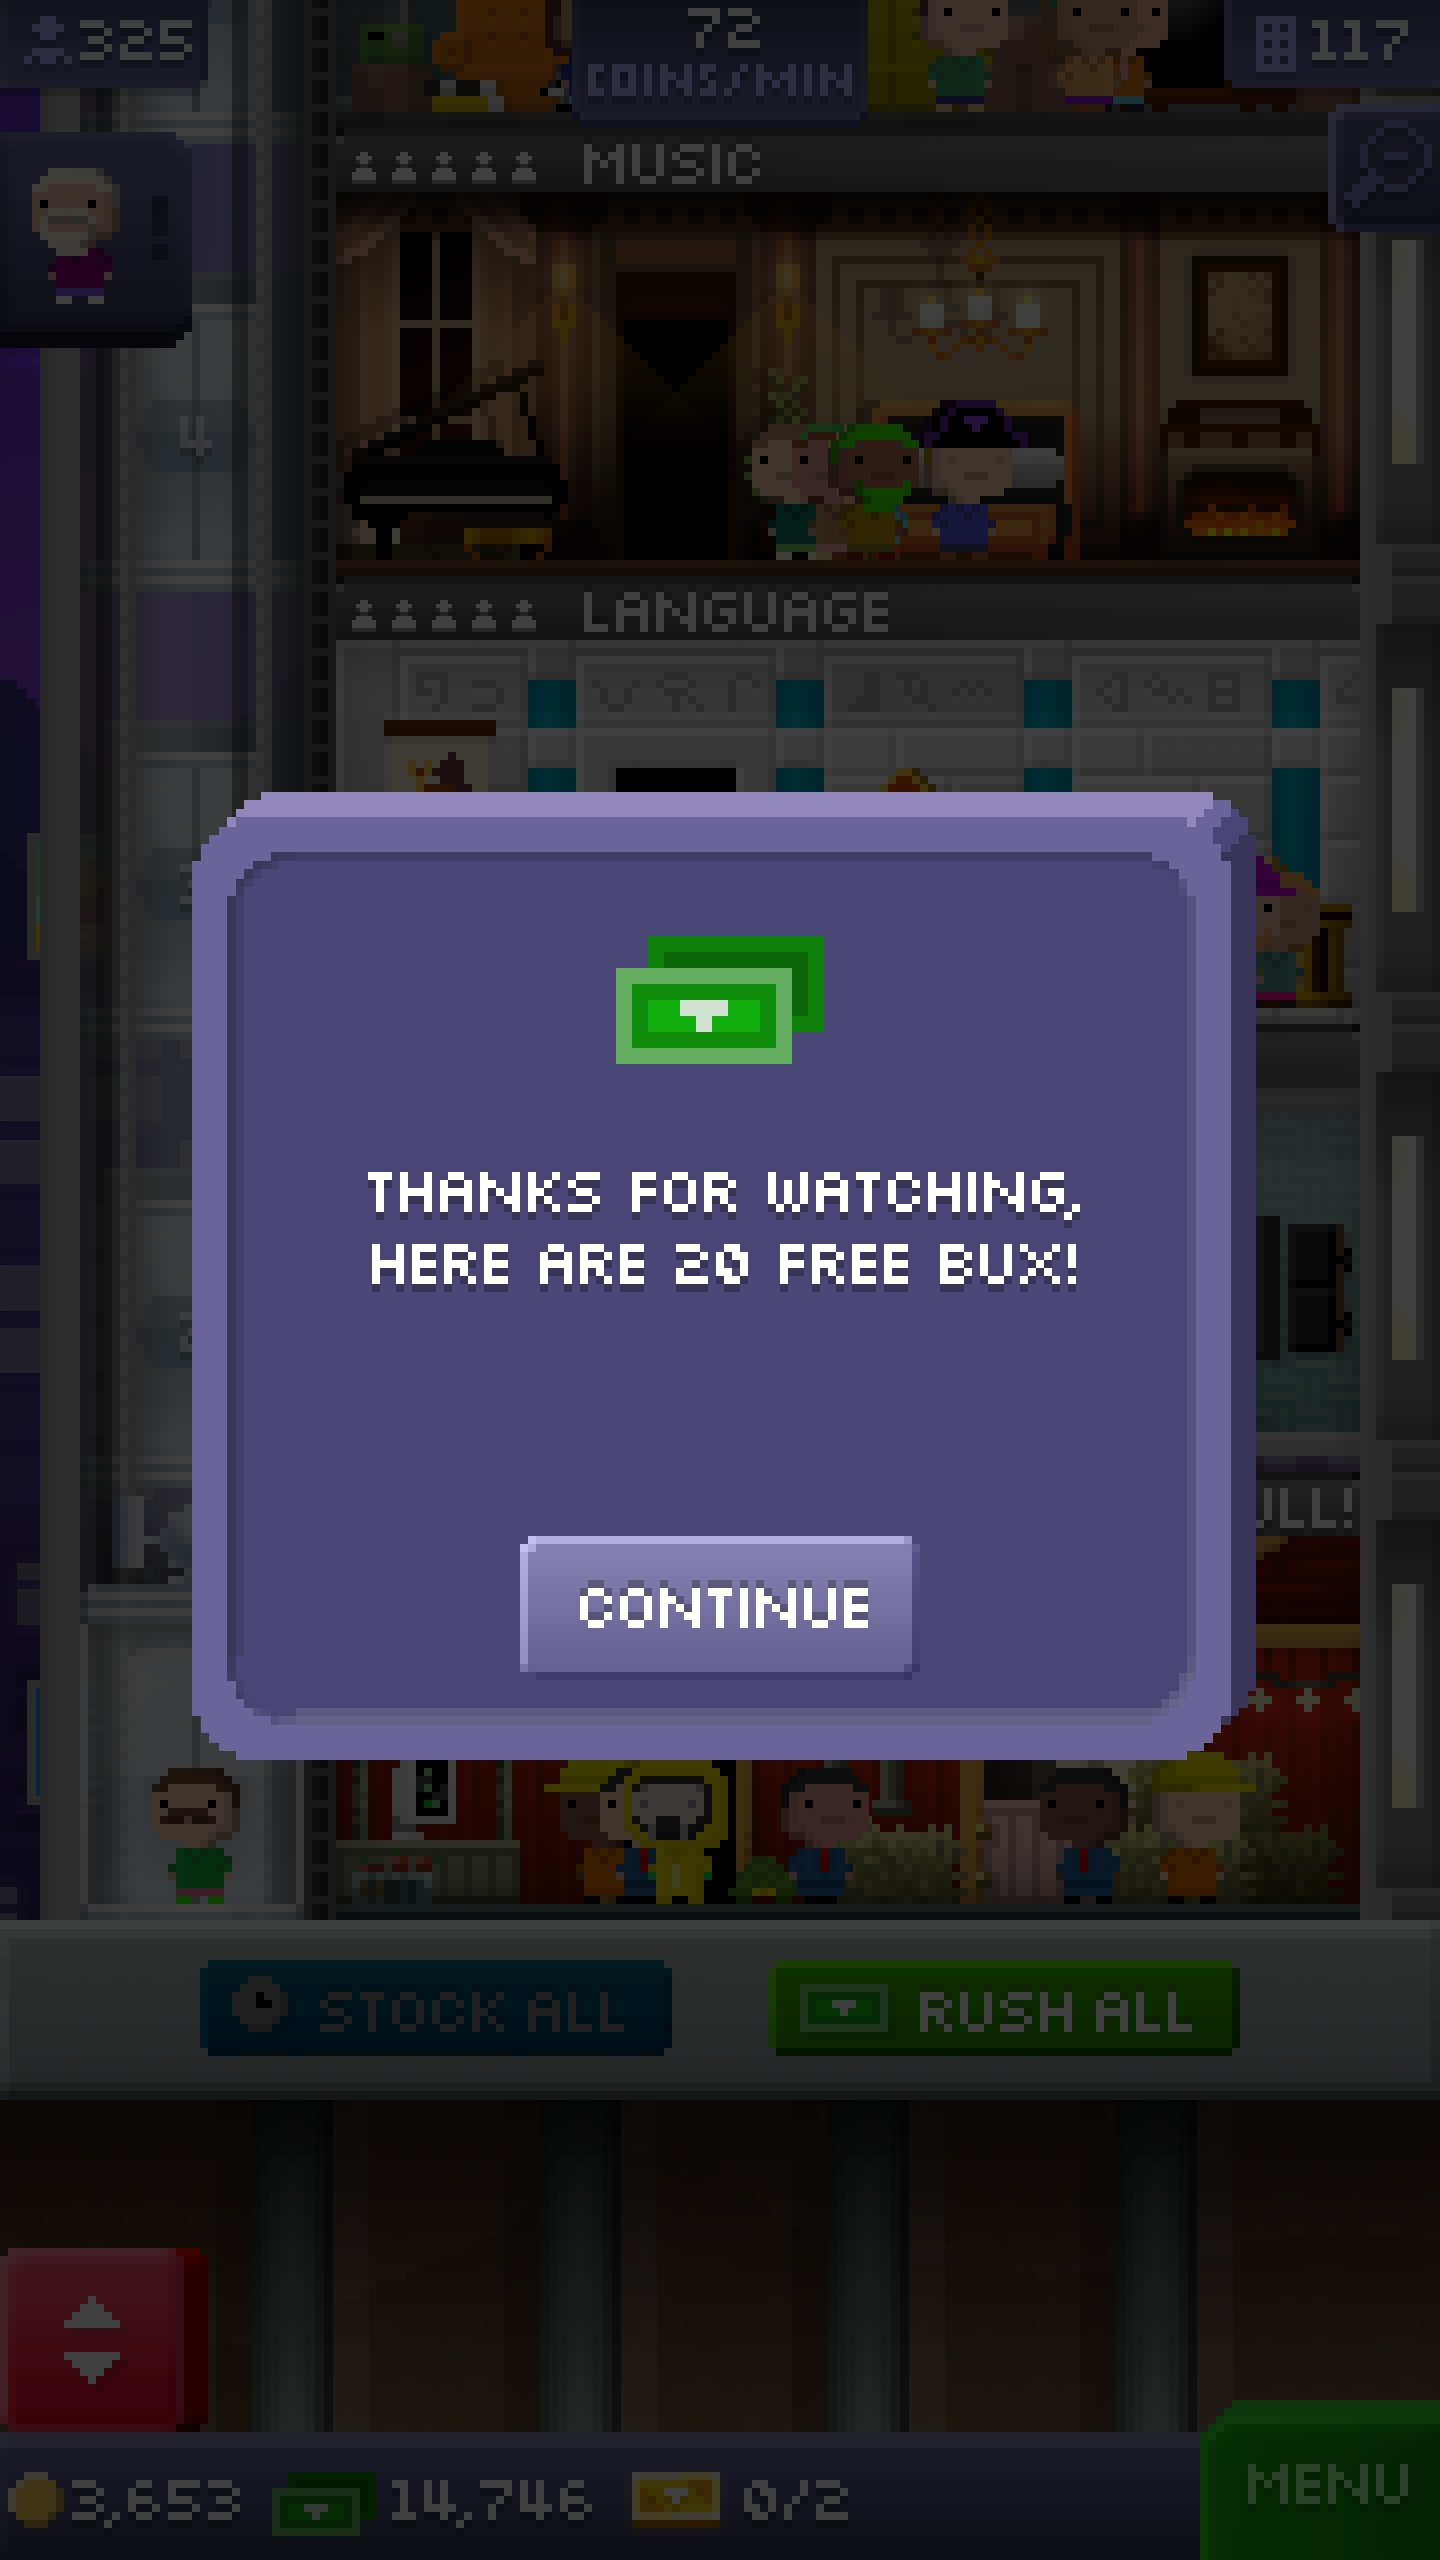 325
72
COINS/MIN
117
MUSIC
4
LANGUAGE
THANKS FOR WATCHING,
HERE ARE 20 FREE BUX!
CONTINUE
STOCK ALL
RUSH ALL
3,653
14,746
0/2
MENU